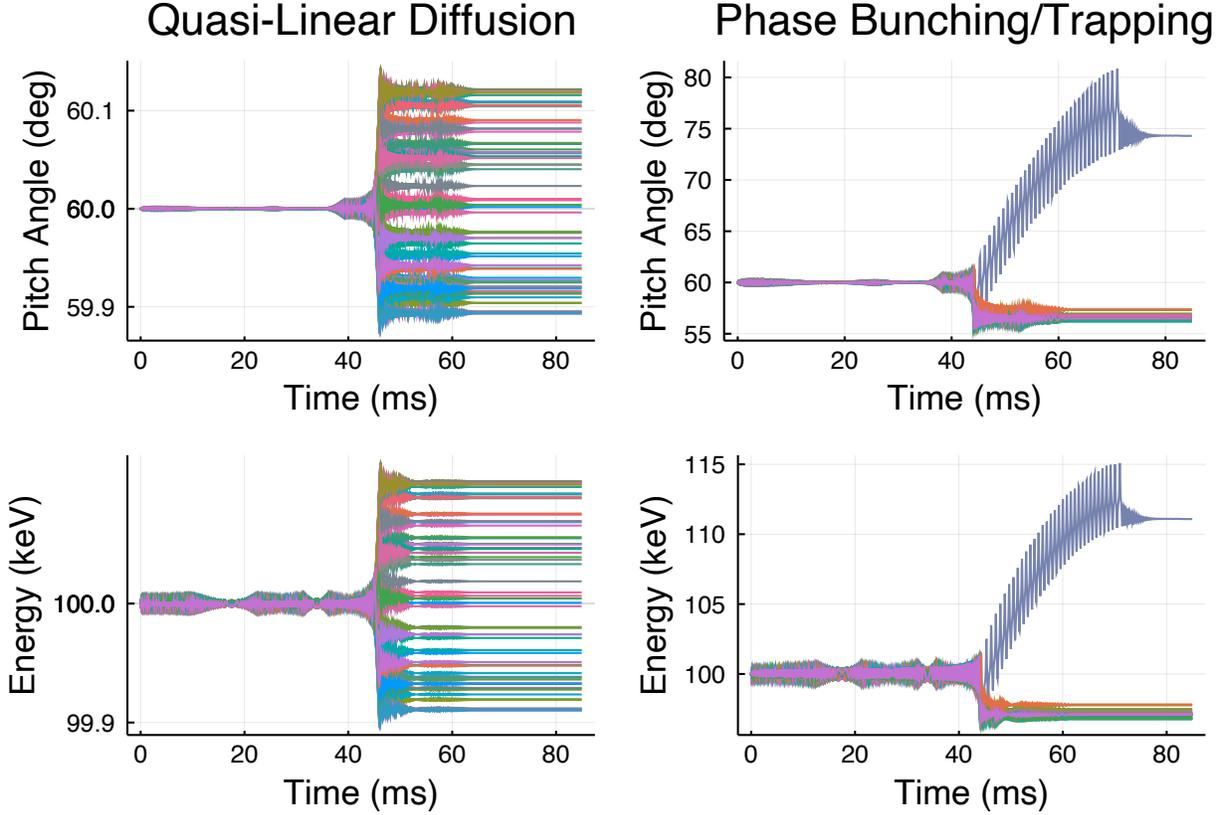 Quasi-Linear Diffusion
Phase Bunching/Trapping
Pitch Angle (deg)
60.1
60.0
59.9
0 20 40 60 80
Time (ms)
Pitch Angle (deg)
80
75
70
65
60
55
0 20 40 60 80
Time (ms)
Energy (keV)
100.0
99.9
0 20 40 60 80
Time (ms)
Energy (keV)
115
110
105
100
0 20 40 60 80
Time (ms)